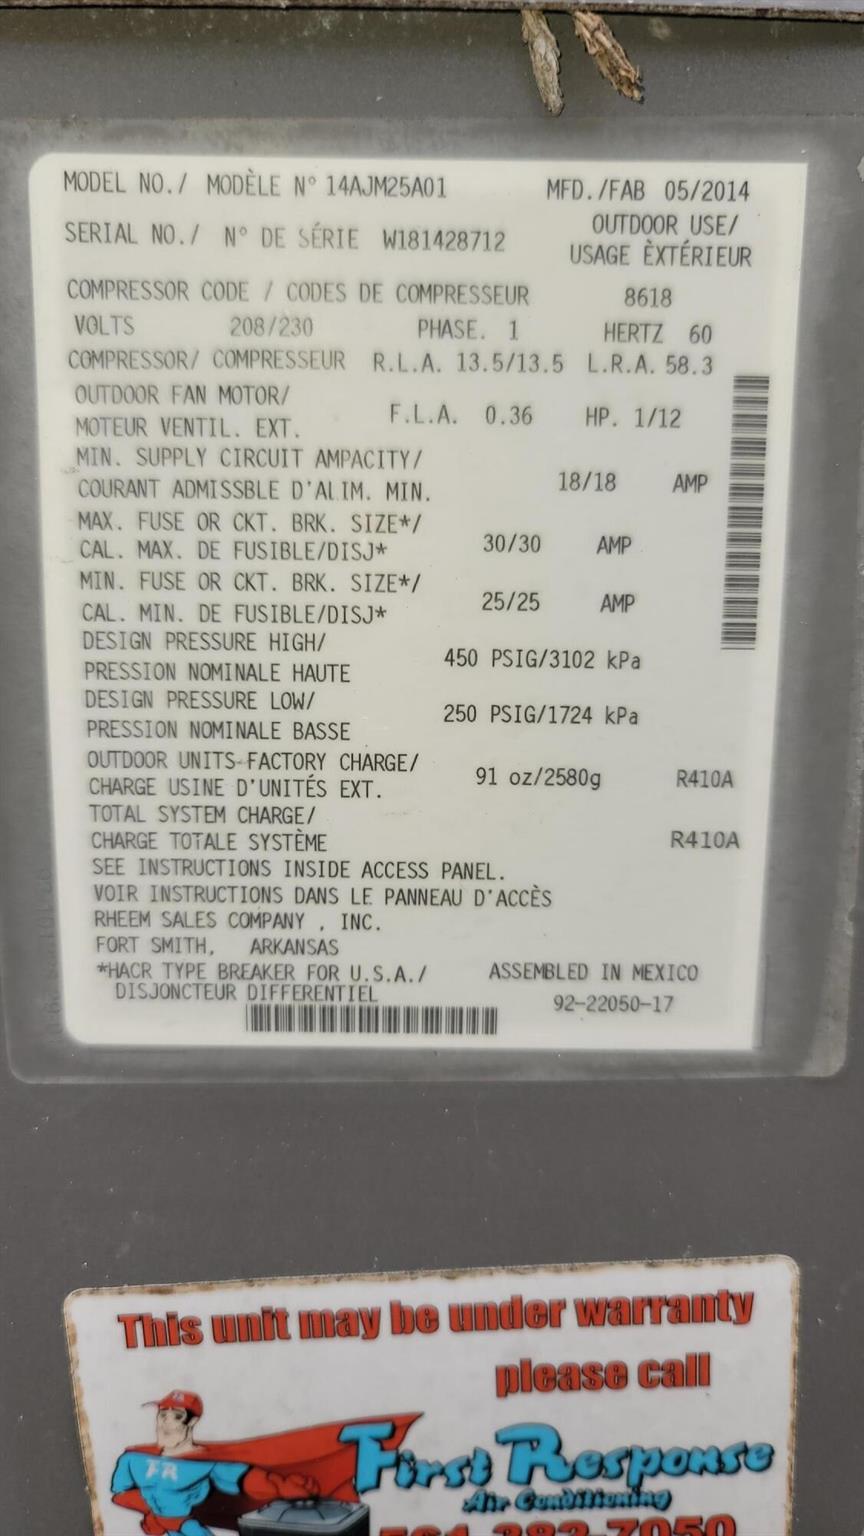 MODEL NO./ MODÈLE N° 14AJM25A01 MFD./FAB 05/2014
SERIAL NO./ N° DE SÉRIE W181428712 OUTDOOR USE/
USAGE ÈXTÉRIEUR
COMPRESSOR CODE / CODES DE COMPRESSEUR 8618
VOLTS 208/230 PHASE. 1 HERTZ 60
COMPRESSOR/ COMPRESSEUR R.L.A. 13.5/13.5 L.R.A. 58.3
OUTDOOR FAN MOTOR/
MOTEUR VENTIL. EXT. F.L.A. 0.36 HP. 1/12
MIN. SUPPLY CIRCUIT AMPACITY/
COURANT ADMISSBLE D'ALIM. MIN. 18/18 AMP
MAX. FUSE OR CKT. BRK. SIZE*/
CAL. MAX. DE FUSIBLE/DISJ* 30/30 AMP
MIN. FUSE OR CKT. BRK. SIZE*/
CAL. MIN. DE FUSIBLE/DISJ* 25/25 AMP
DESIGN PRESSURE HIGH/
PRESSION NOMINALE HAUTE 450 PSIG/3102 kPa
DESIGN PRESSURE LOW/
PRESSION NOMINALE BASSE 250 PSIG/1724 kPa
OUTDOOR UNITS-FACTORY CHARGE/
CHARGE USINE D'UNITÉS EXT. 91 oz/2580g R410A
TOTAL SYSTEM CHARGE/
CHARGE TOTALE SYSTÈME R410A
SEE INSTRUCTIONS INSIDE ACCESS PANEL.
VOIR INSTRUCTIONS DANS LE PANNEAU D'ACCÈS
RHEEM SALES COMPANY , INC.
FORT SMITH, ARKANSAS
*HACR TYPE BREAKER FOR U.S.A./ ASSEMBLED IN MEXICO
DISJONCTEUR DIFFERENTIEL 92-22050-17
This unit may be under warranty
please call
FR
First Response
Air Conditioning
561-383-7050